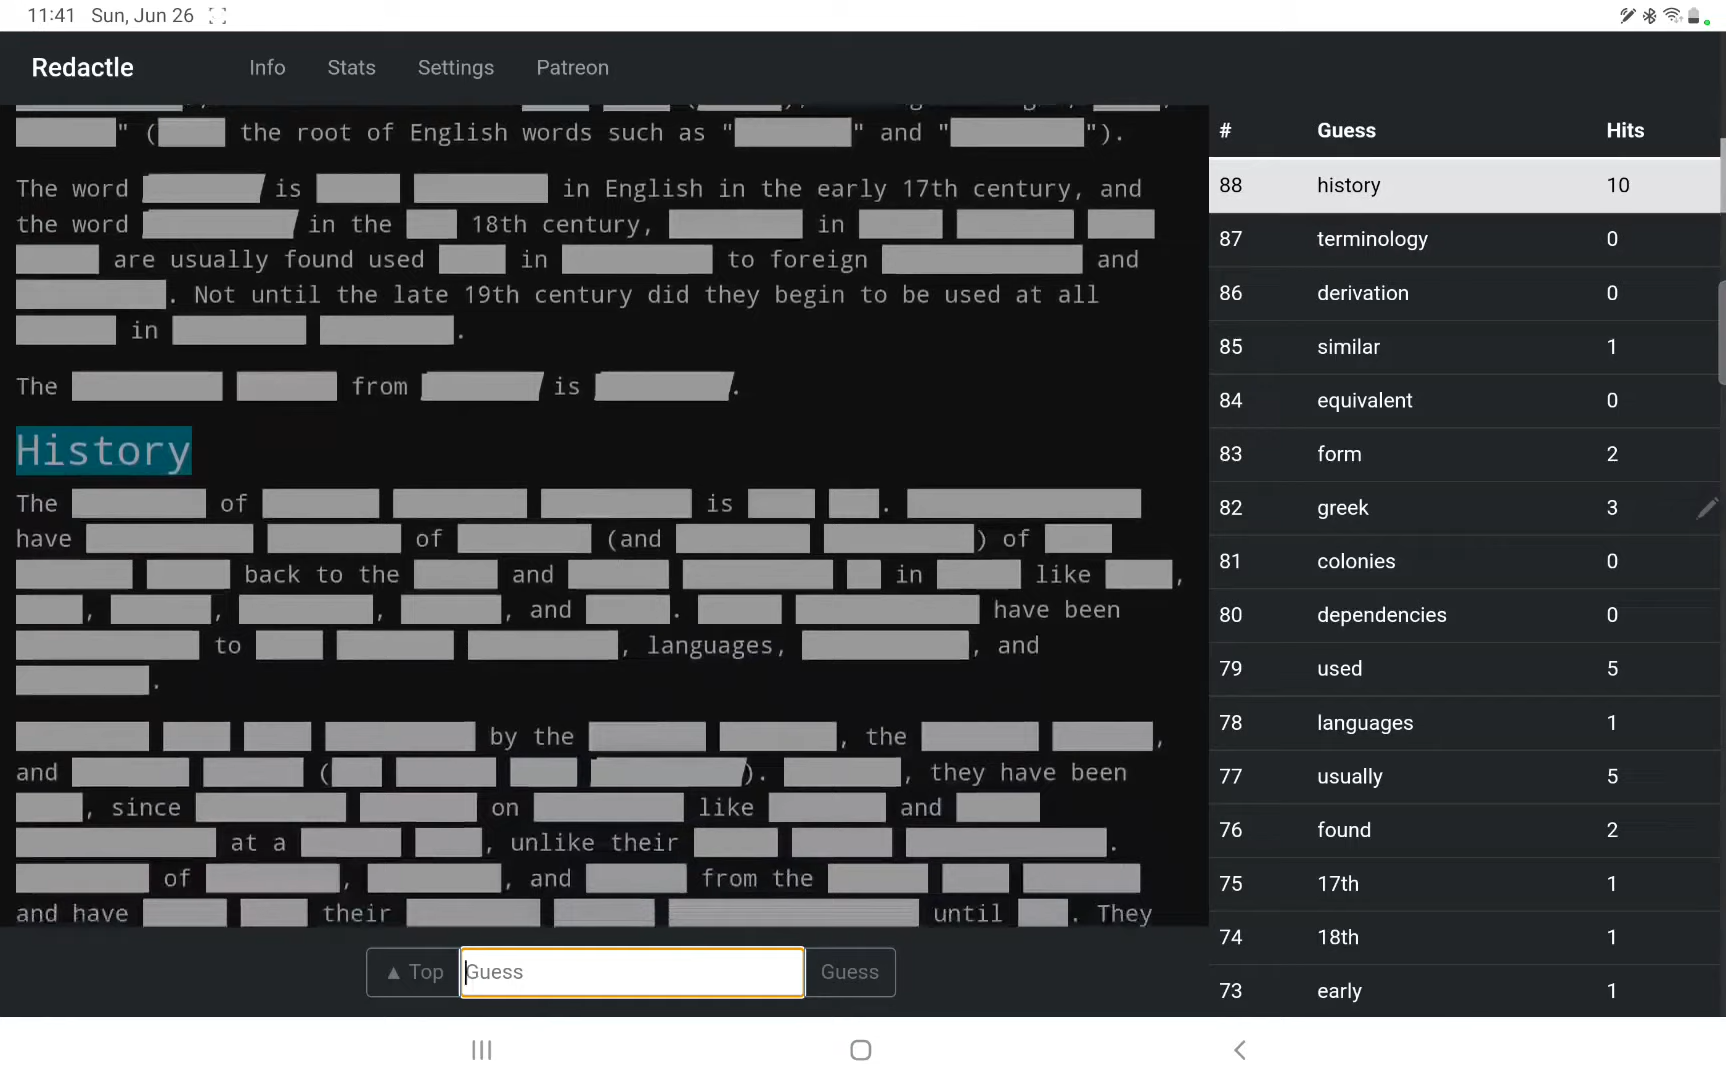 11:41 Sun, Jun 26
Redactle Info Stats Settings Patreon
" ( the root of English words such as " " and " ").
The word is in English in the early 17th century, and
the word in the 18th century, in
are usually found used in to foreign and
. Not until the late 19th century did they begin to be used at all
in .
The from is .
History
The of is .
have of (and ) of
back to the and in like ,
, , , , and . have been
to , languages, , and
.
by the , the ,
and ( ). , they have been
, since on like and
at a , unlike their .
of , , and from the
and have their until . They
▲ Top Guess Guess
# Guess Hits
88 history 10
87 terminology 0
86 derivation 0
85 similar 1
84 equivalent 0
83 form 2
82 greek 3
81 colonies 0
80 dependencies 0
79 used 5
78 languages 1
77 usually 5
76 found 2
75 17th 1
74 18th 1
73 early 1